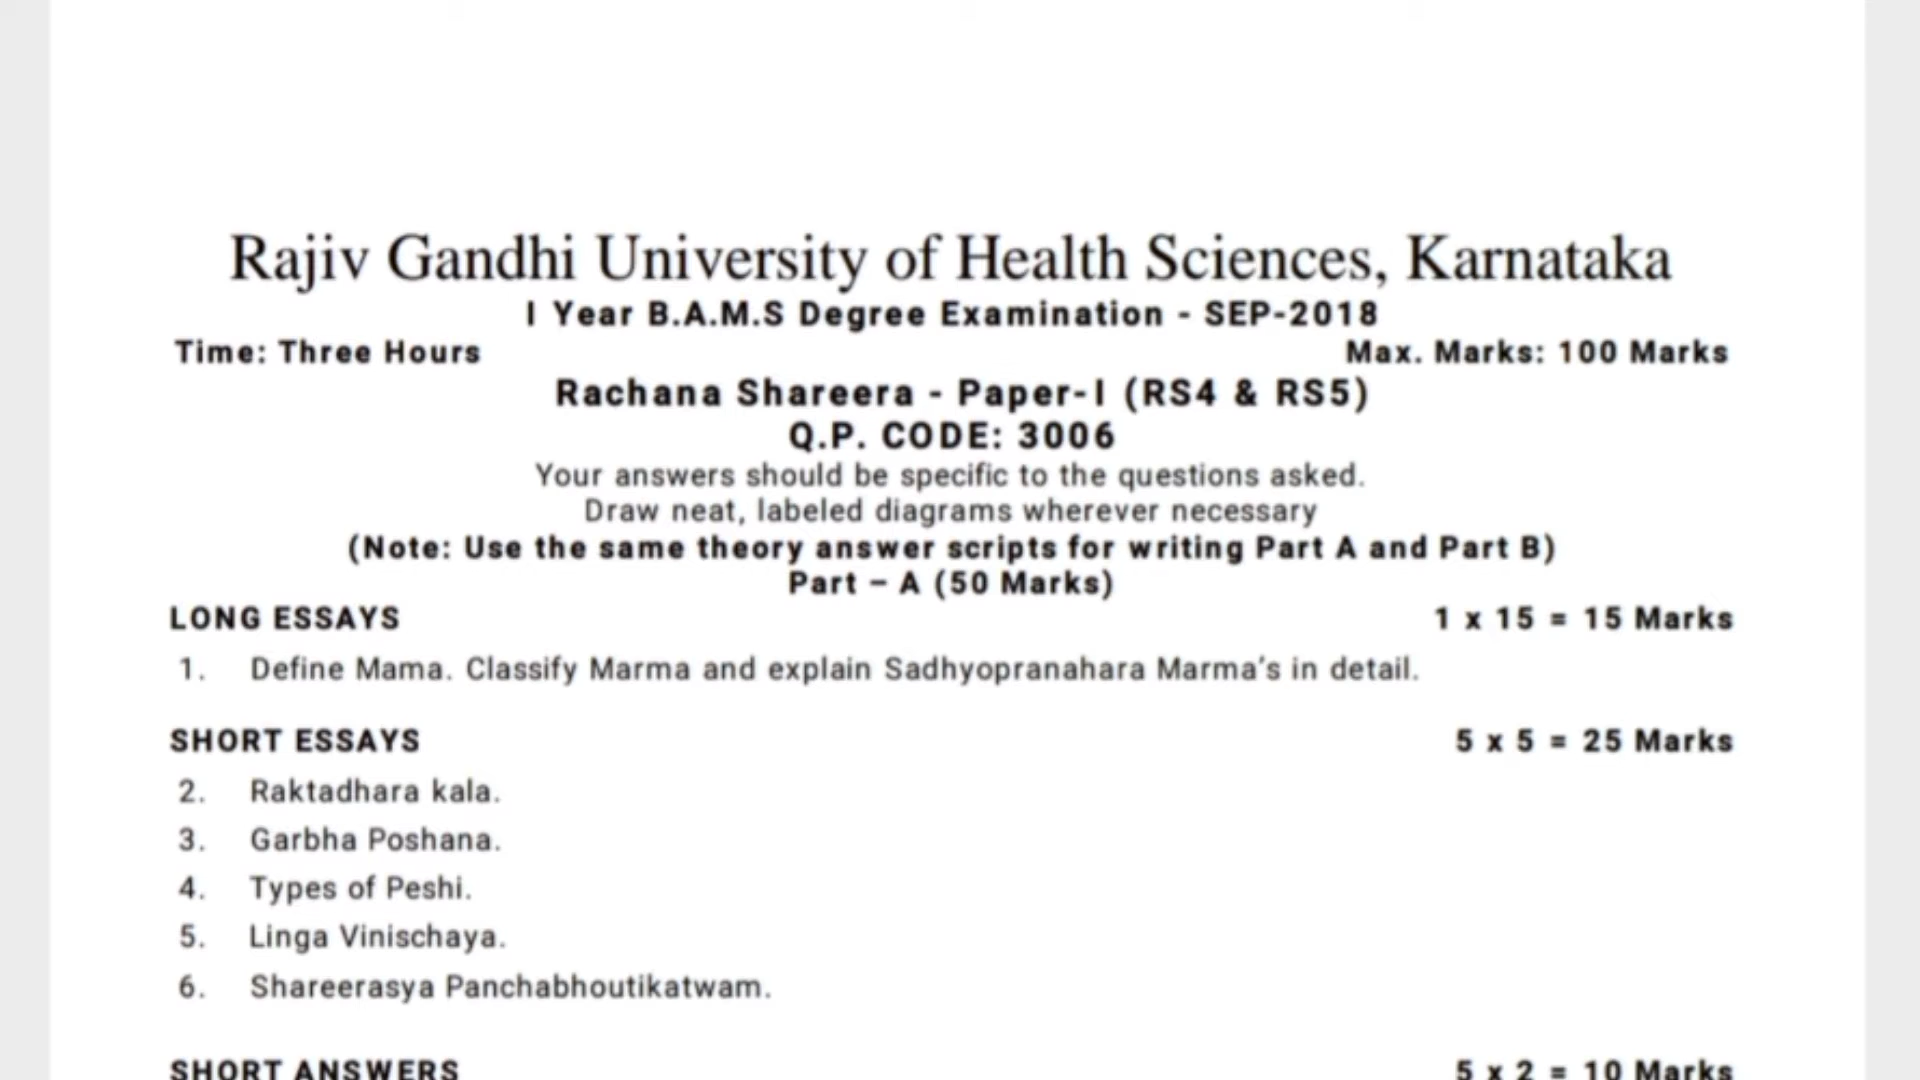 Rajiv Gandhi University of Health Sciences, Karnataka
I Year B.A.M.S Degree Examination - SEP-2018
Time: Three Hours Max. Marks: 100 Marks
Rachana Shareera - Paper-I (RS4 & RS5)
Q.P. CODE: 3006
Your answers should be specific to the questions asked.
Draw neat, labeled diagrams wherever necessary
(Note: Use the same theory answer scripts for writing Part A and Part B)
Part – A (50 Marks)
LONG ESSAYS 1 x 15 = 15 Marks
1. Define Mama. Classify Marma and explain Sadhyopranahara Marma's in detail.
SHORT ESSAYS 5 x 5 = 25 Marks
2. Raktadhara kala.
3. Garbha Poshana.
4. Types of Peshi.
5. Linga Vinischaya.
6. Shareerasya Panchabhoutikatwam.
SHORT ANSWERS 5 x 2 = 10 Marks